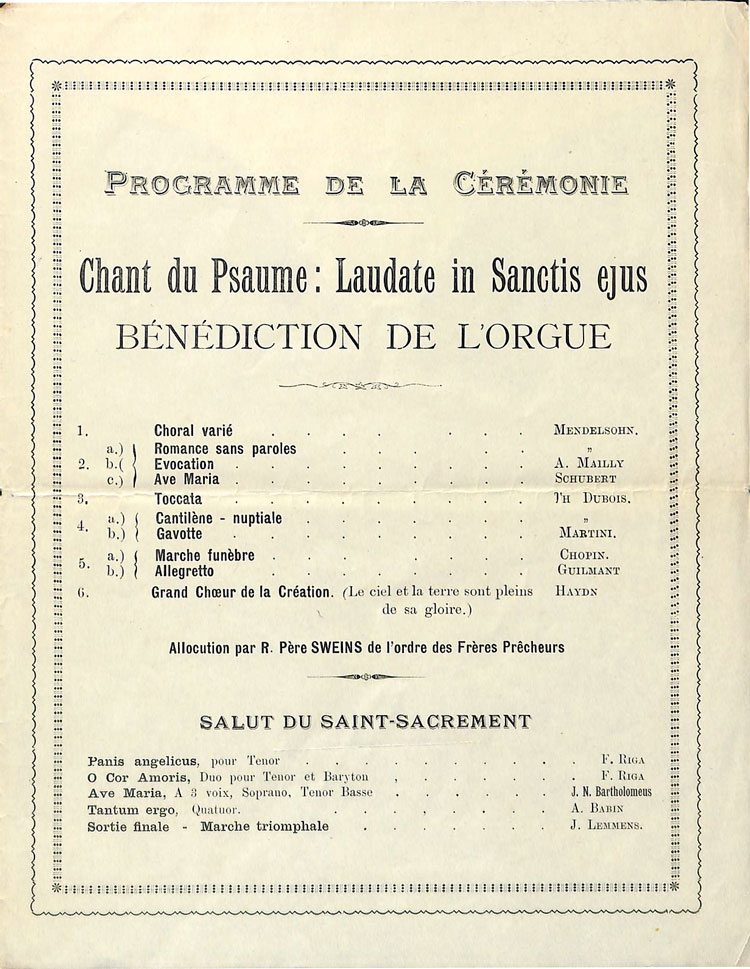 PROGRAMME DE LA CÉRÉMONIE
Chant du Psaume : Laudate in Sanctis ejus
BÉNÉDICTION DE L'ORGUE
1. Choral varié . . . . . . . MENDELSOHN.
2. a.) Romance sans paroles . . . . . . „
b.( Evocation . . . . . . . . A. MAILLY
c.) Ave Maria . . . . . . . . SCHUBERT
3. Toccata . . . . . . . . TH DUBOIS.
4. a.) Cantilène - nuptiale . . . . . . „
b.) Gavotte . . . . . . . . MARTINI.
5. a.) Marche funèbre . . . . . . . CHOPIN.
b.) Allegretto . . . . . . . . GUILMANT
6. Grand Chœur de la Création. (Le ciel et la terre sont pleins HAYDN
de sa gloire.)
Allocution par R. Père SWEINS de l'ordre des Frères Prêcheurs
SALUT DU SAINT-SACREMENT
Panis angelicus, pour Tenor . . . . . . . . . F. RIGA
O Cor Amoris, Duo pour Tenor et Baryton , . . . . . . F. RIGA
Ave Maria, A 3 voix, Soprano, Tenor Basse . . . . . . J. N. Bartholomeus
Tantum ergo, Quatuor. . . . . . . . . A. BABIN
Sortie finale - Marche triomphale . . . . . . . J. LEMMENS.